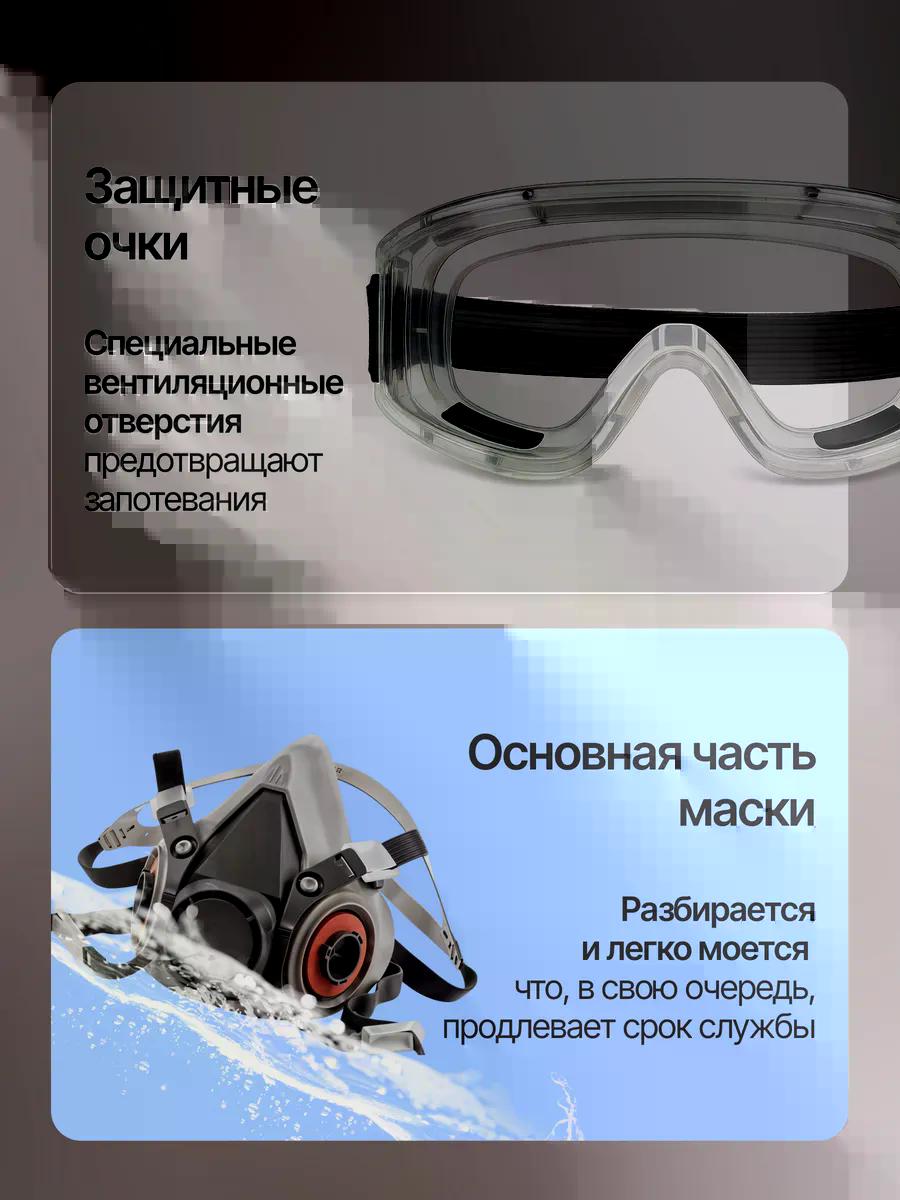 Защитные
очки
Специальные
вентиляционные
отверстия
предотвращают
запотевания
Основная часть
маски
Разбирается
и легко моется
что, в свою очередь,
продлевает срок службы